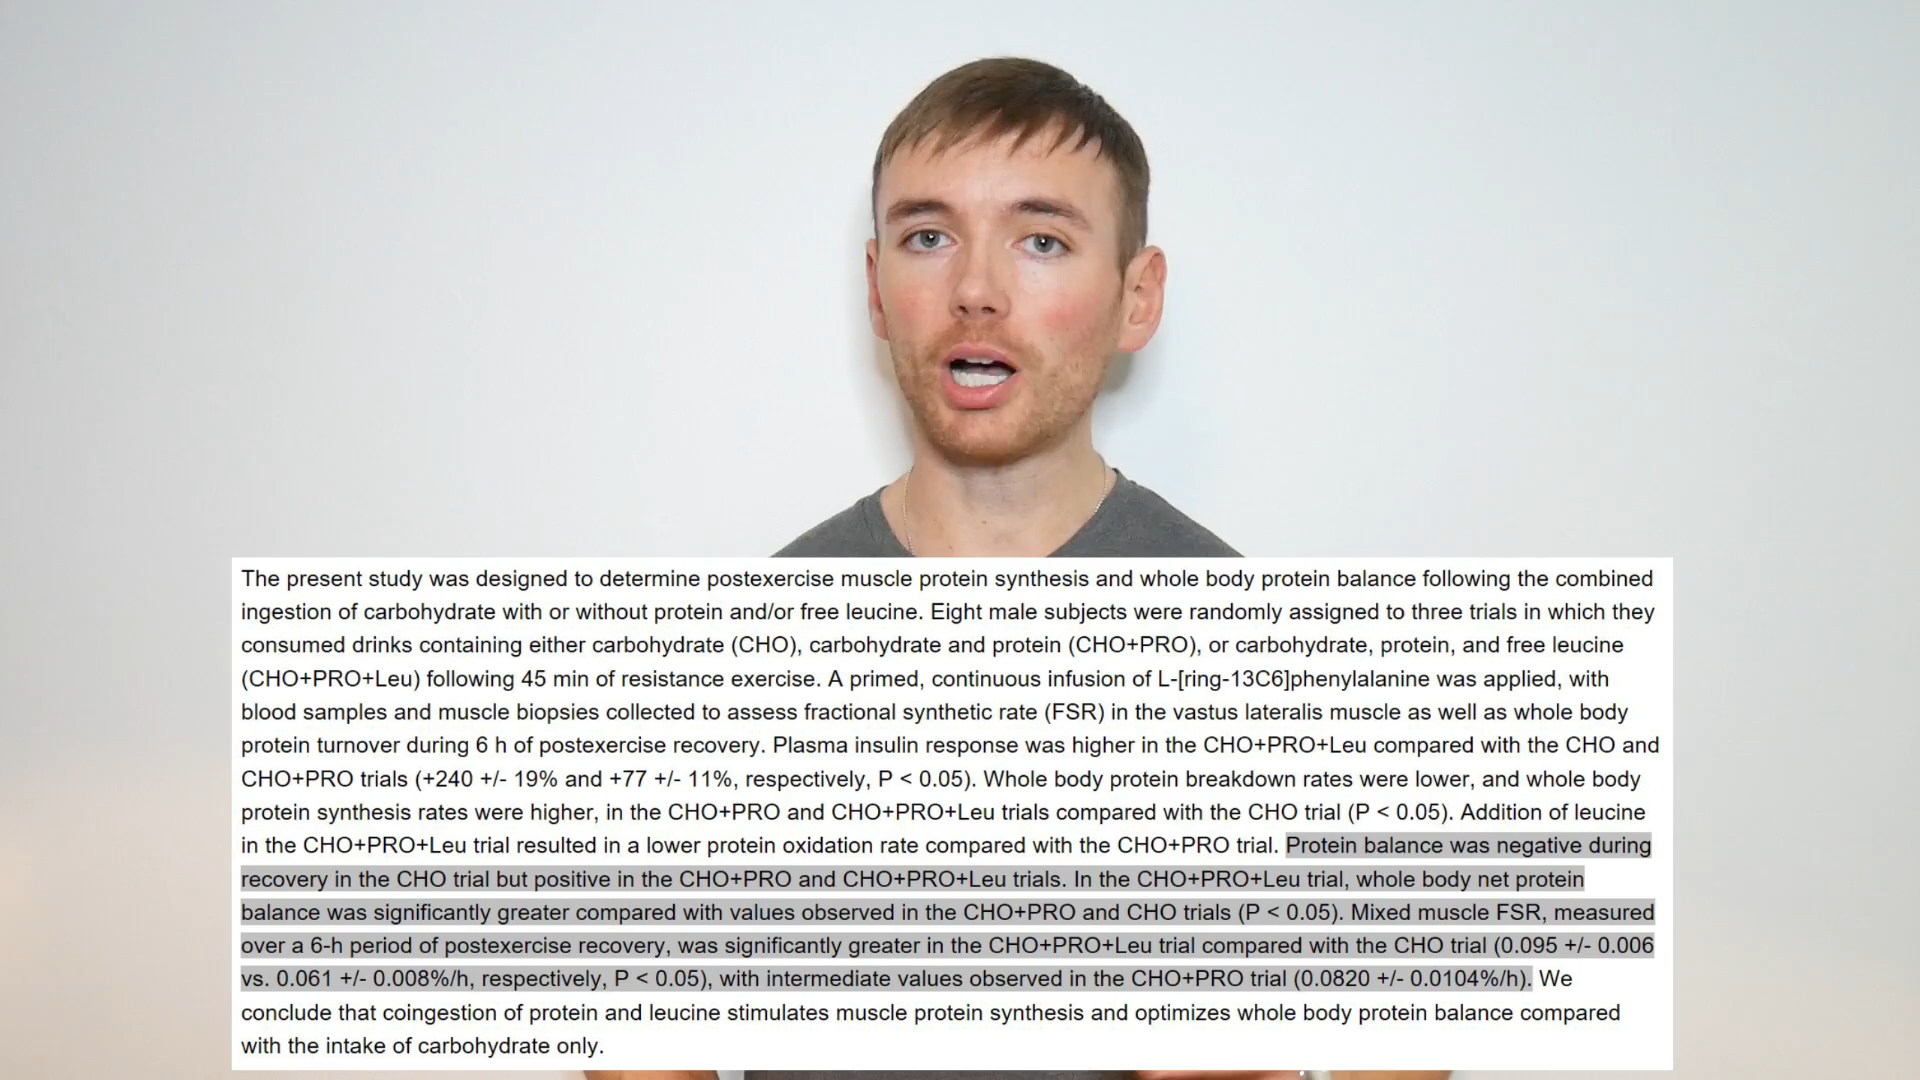 The present study was designed to determine postexercise muscle protein synthesis and whole body protein balance following the combined
ingestion of carbohydrate with or without protein and/or free leucine. Eight male subjects were randomly assigned to three trials in which they
consumed drinks containing either carbohydrate (CHO), carbohydrate and protein (CHO+PRO), or carbohydrate, protein, and free leucine
(CHO+PRO+Leu) following 45 min of resistance exercise. A primed, continuous infusion of L-[ring-13C6]phenylalanine was applied, with
blood samples and muscle biopsies collected to assess fractional synthetic rate (FSR) in the vastus lateralis muscle as well as whole body
protein turnover during 6 h of postexercise recovery. Plasma insulin response was higher in the CHO+PRO+Leu compared with the CHO and
CHO+PRO trials (+240 +/- 19% and +77 +/- 11%, respectively, P < 0.05). Whole body protein breakdown rates were lower, and whole body
protein synthesis rates were higher, in the CHO+PRO and CHO+PRO+Leu trials compared with the CHO trial (P < 0.05). Addition of leucine
in the CHO+PRO+Leu trial resulted in a lower protein oxidation rate compared with the CHO+PRO trial. Protein balance was negative during
recovery in the CHO trial but positive in the CHO+PRO and CHO+PRO+Leu trials. In the CHO+PRO+Leu trial, whole body net protein
balance was significantly greater compared with values observed in the CHO+PRO and CHO trials (P < 0.05). Mixed muscle FSR, measured
over a 6-h period of postexercise recovery, was significantly greater in the CHO+PRO+Leu trial compared with the CHO trial (0.095 +/- 0.006
vs. 0.061 +/- 0.008%/h, respectively, P < 0.05), with intermediate values observed in the CHO+PRO trial (0.0820 +/- 0.0104%/h). We
conclude that coingestion of protein and leucine stimulates muscle protein synthesis and optimizes whole body protein balance compared
with the intake of carbohydrate only.